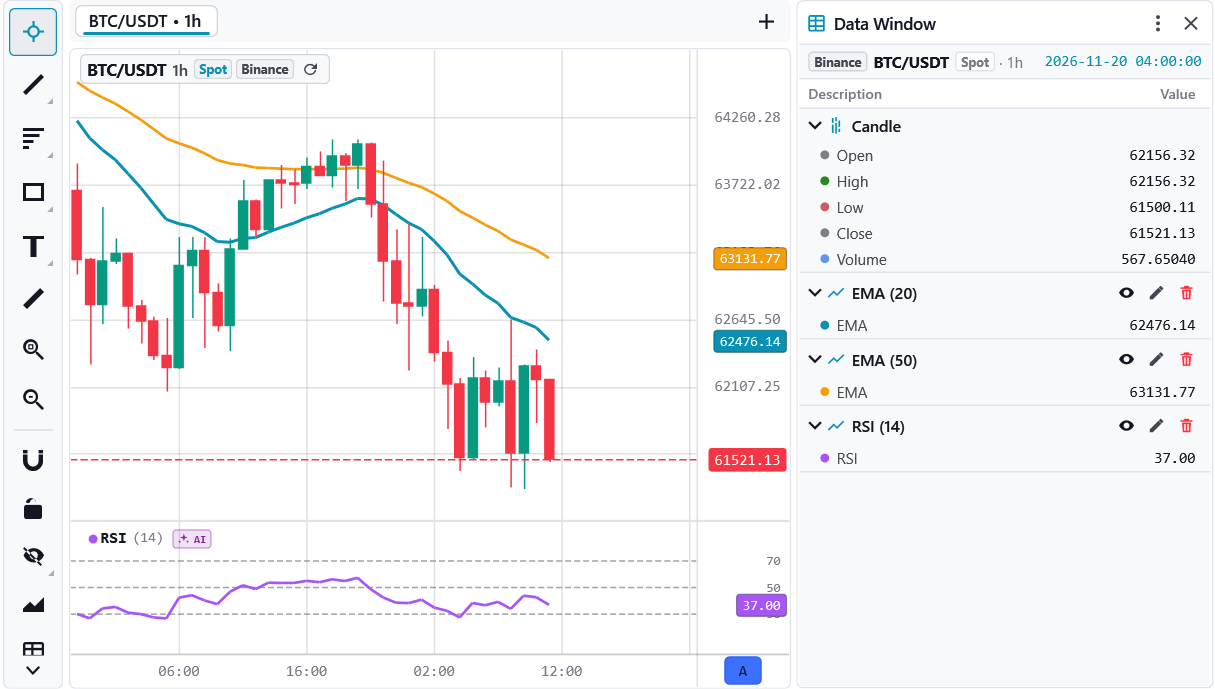 BTC/USDT • 1h
BTC/USDT 1h Spot Binance
64260.28
63722.02
63131.77
62645.50
62476.14
62107.25
61521.13
RSI (14) AI
70
50
37.00
06:00 16:00 02:00 12:00 A
T
Data Window
Binance BTC/USDT Spot · 1h 2026-11-20 04:00:00
Description Value
Candle
Open 62156.32
High 62156.32
Low 61500.11
Close 61521.13
Volume 567.65040
EMA (20)
EMA 62476.14
EMA (50)
EMA 63131.77
RSI (14)
RSI 37.00